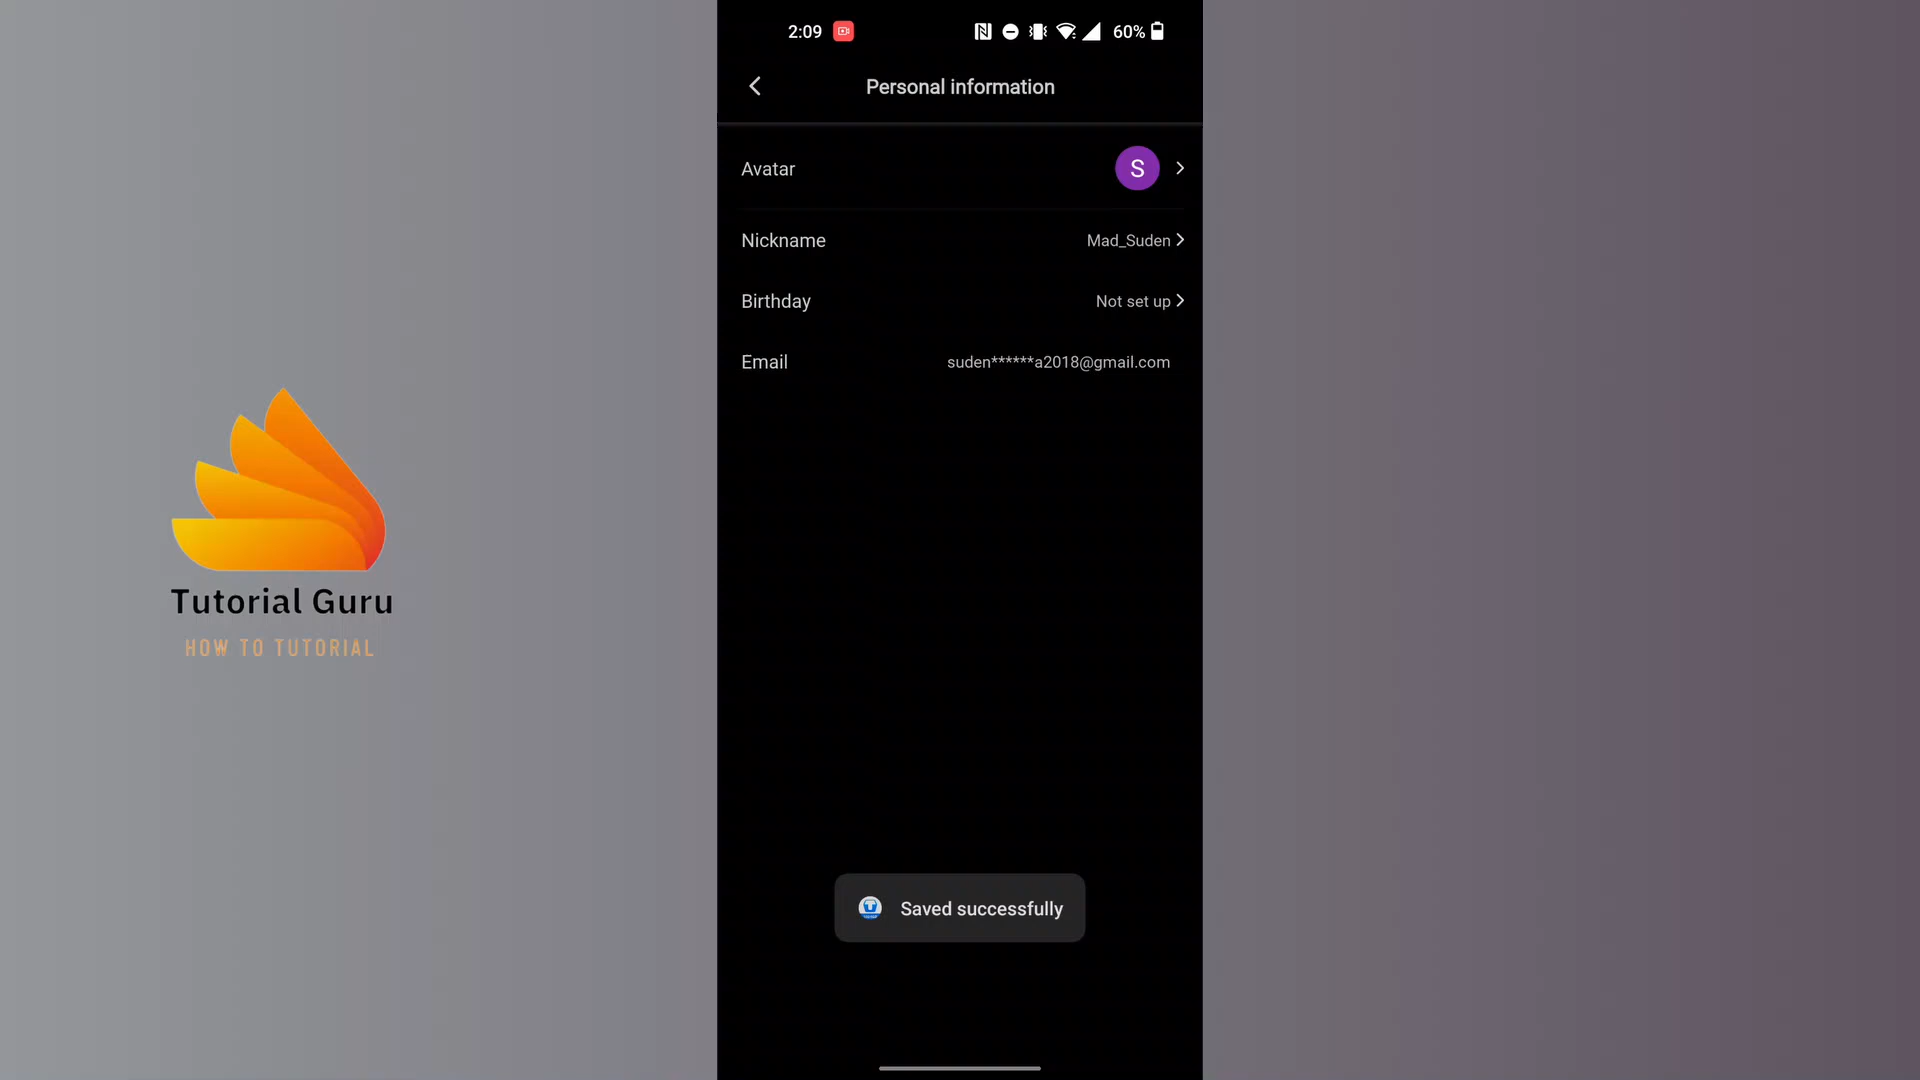 2:09
60%
Personal information
Avatar
S
Nickname
Mad_Suden
Birthday
Not set up
Email
suden******a2018@gmail.com
Tutorial Guru
HOW TO TUTORIAL
Saved successfully